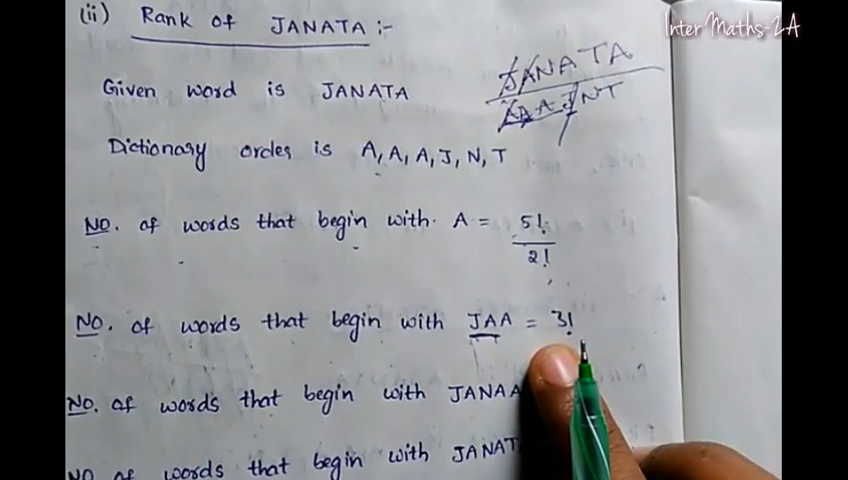 Inter Maths-2A
(ii) Rank of JANATA :-
JANATA
Given word is JANATA
A A A J N T
Dictionary order is A, A, A, J, N, T
NO. of words that begin with A = 5!
2!
NO. of words that begin with JAA = 3!
NO. of words that begin with JANAA
NO. of words that begin with JANAT